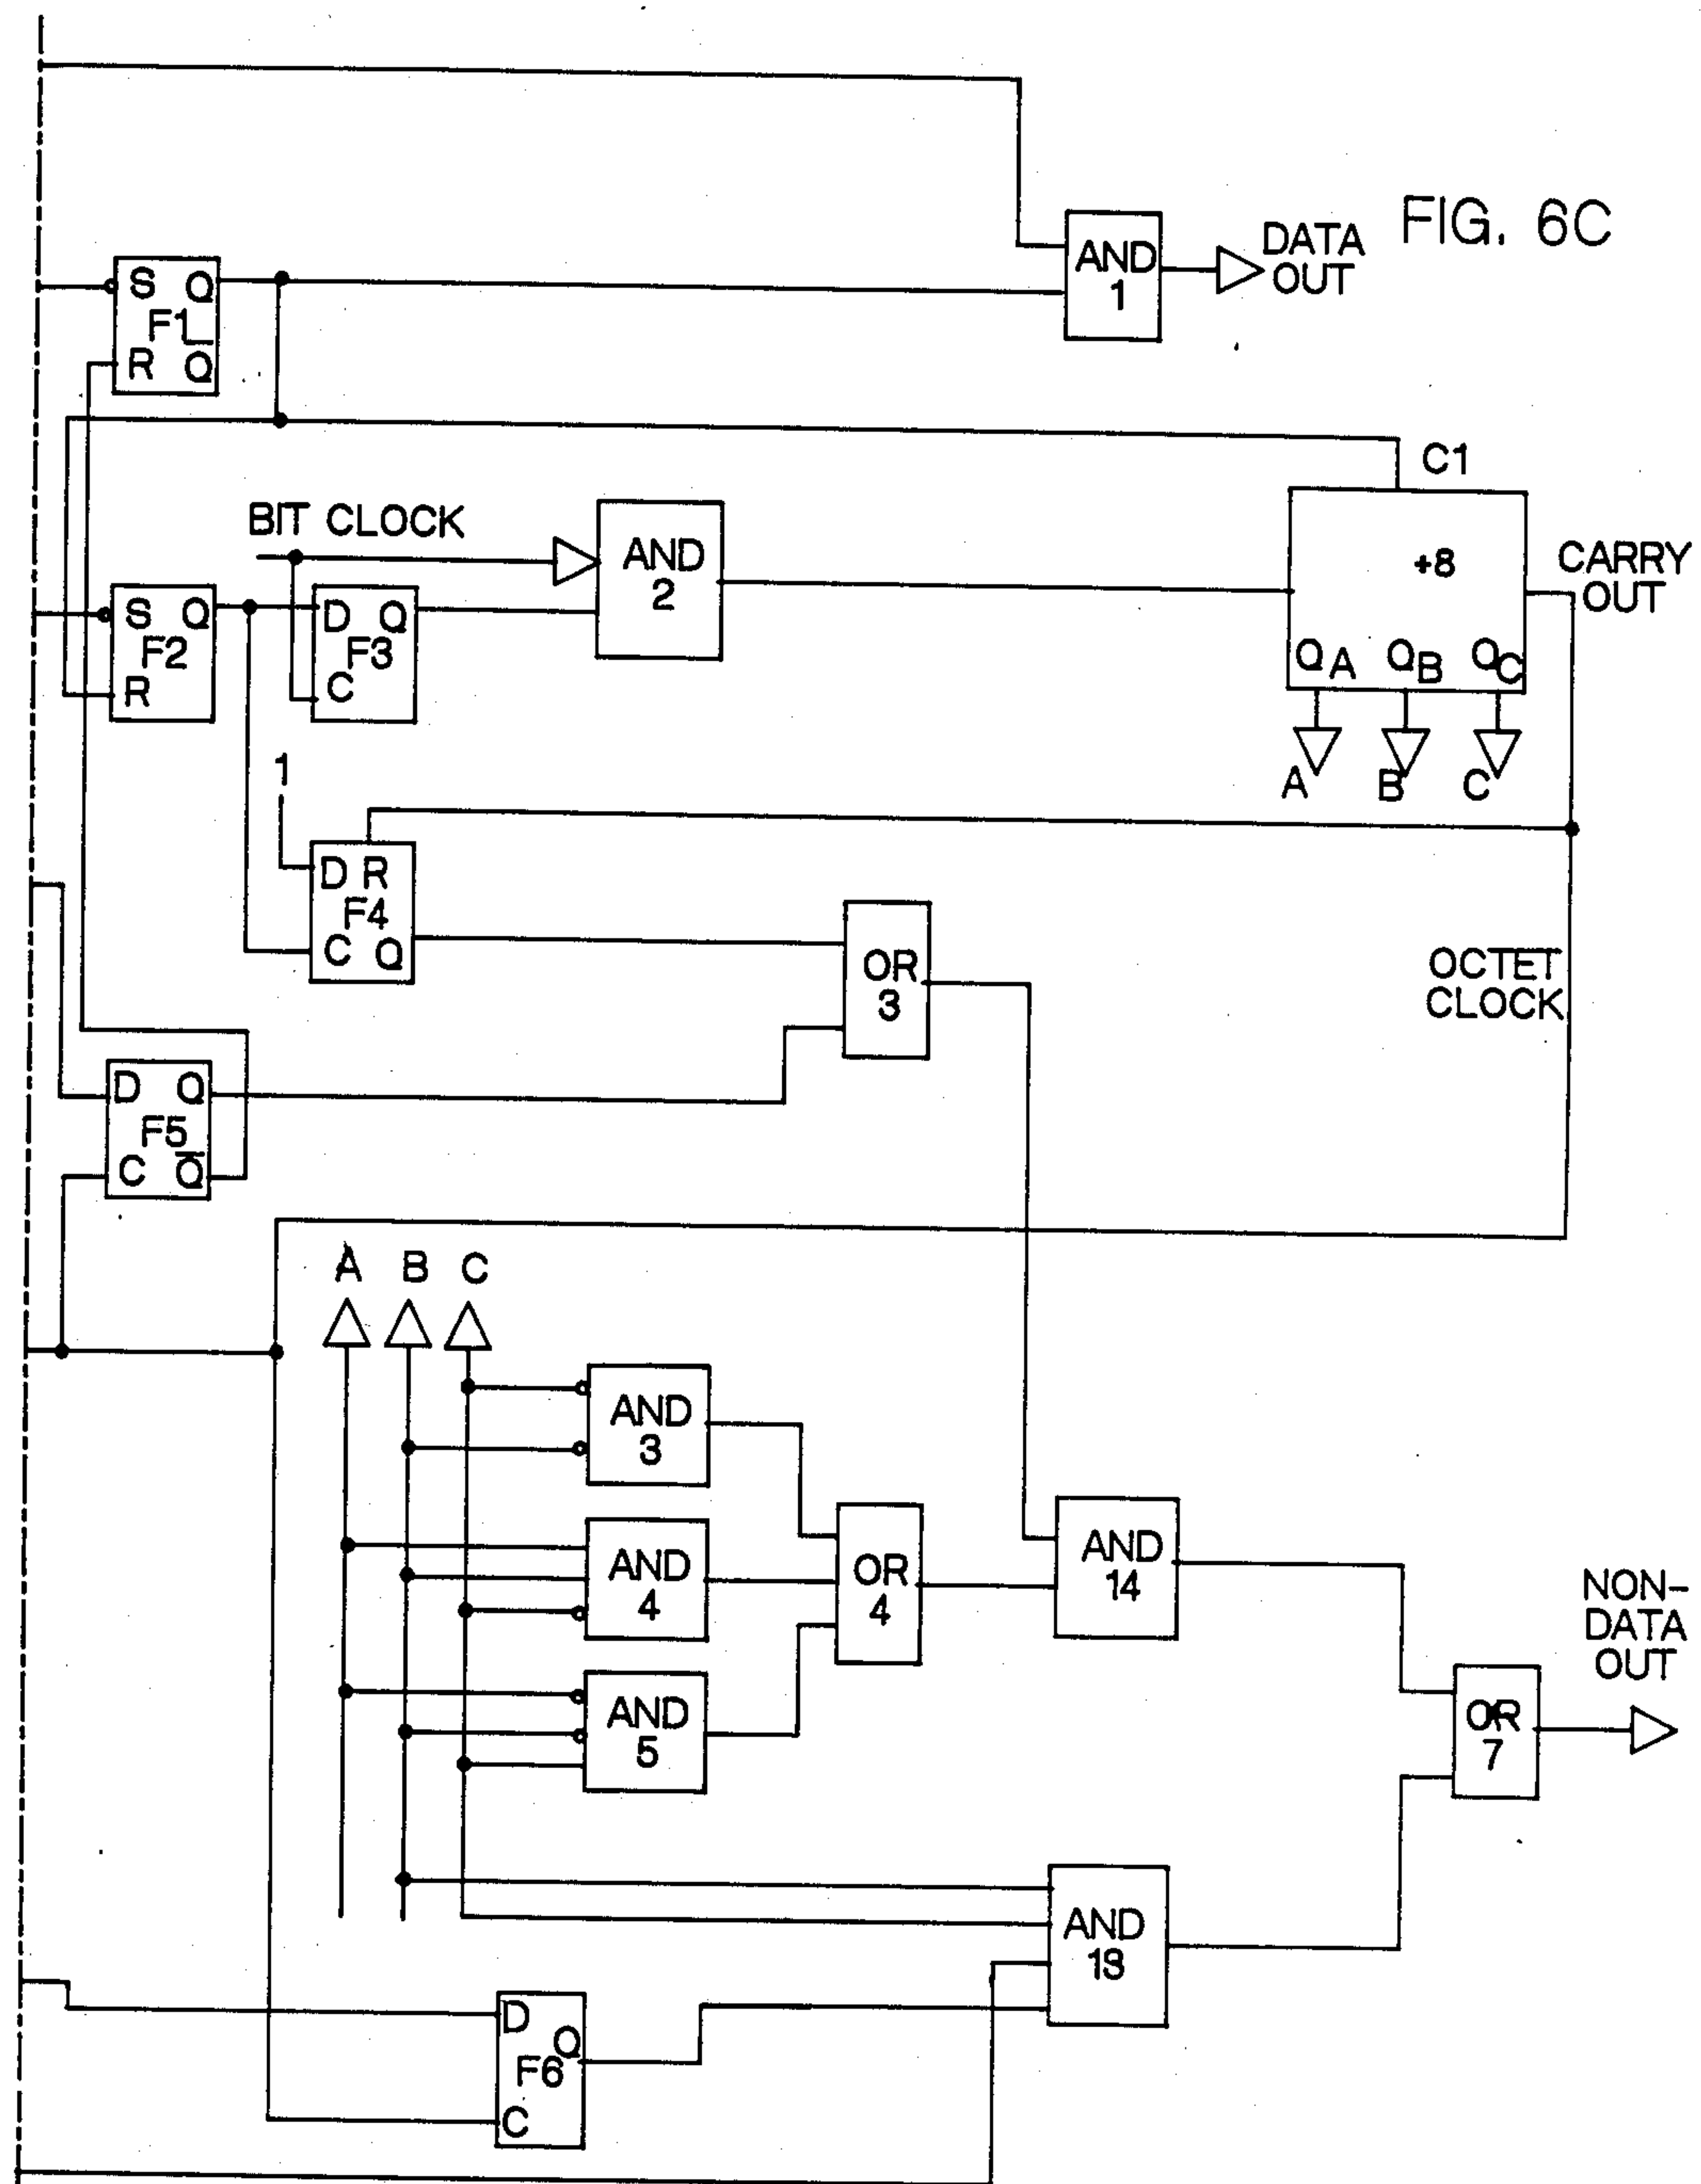 FIG. 6C
DATA
OUT
AND
1
S Q
F1
R Q̅
C1
BIT CLOCK
AND
2
+8
CARRY
OUT
QA QB QC
S Q
F2
R
D Q
F3
C
A B C
1
D R
F4
C Q
OR
3
OCTET
CLOCK
D Q
F5
C Q̅
A B C
AND
3
AND
4
OR
4
AND
14
AND
5
NON-
DATA
OUT
OR
7
AND
13
D
Q
F6
C